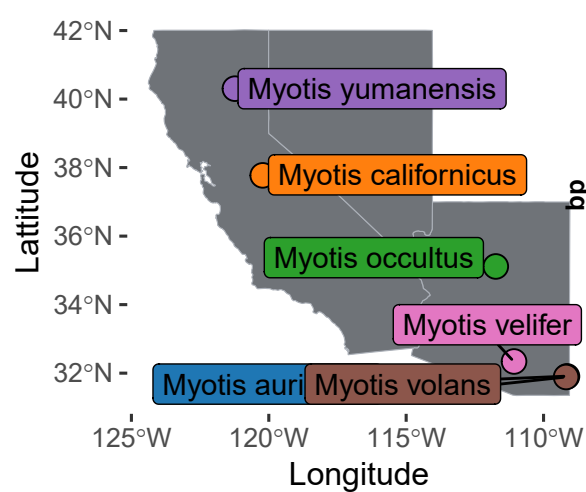 42°N
40°N
38°N
36°N
34°N
32°N
Lattitude
Myotis yumanensis
Myotis californicus
Myotis occultus
Myotis velifer
Myotis auri
Myotis volans
bp
125°W
120°W
115°W
110°W
Longitude